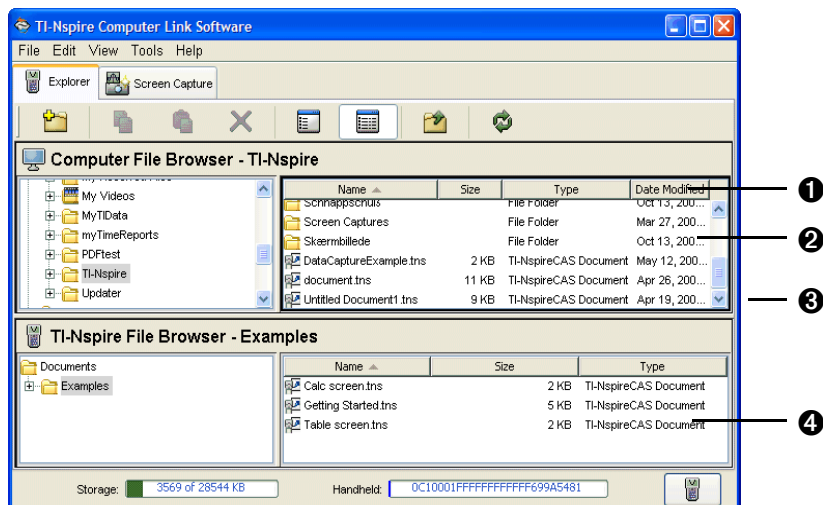 TI-Nspire Computer Link Software
File Edit View Tools Help
Explorer Screen Capture
Computer File Browser - TI-Nspire
My Videos
MyTIData
myTimeReports
PDFtest
TI-Nspire
Updater
Name Size Type Date Modified
Schnappschuß File Folder Oct 13, 200...
Screen Captures File Folder Mar 27, 200...
Skærmbillede File Folder Oct 13, 200...
DataCaptureExample.tns 2 KB TI-NspireCAS Document May 12, 200...
document.tns 11 KB TI-NspireCAS Document Apr 26, 200...
Untitled Document1.tns 9 KB TI-NspireCAS Document Apr 19, 200...
❶
❷
❸
TI-Nspire File Browser - Examples
Documents
Examples
Name Size Type
Calc screen.tns 2 KB TI-NspireCAS Document
Getting Started.tns 5 KB TI-NspireCAS Document
Table screen.tns 2 KB TI-NspireCAS Document
❹
Storage: 3569 of 28544 KB Handheld: 0C10001FFFFFFFFFFFF699A5481